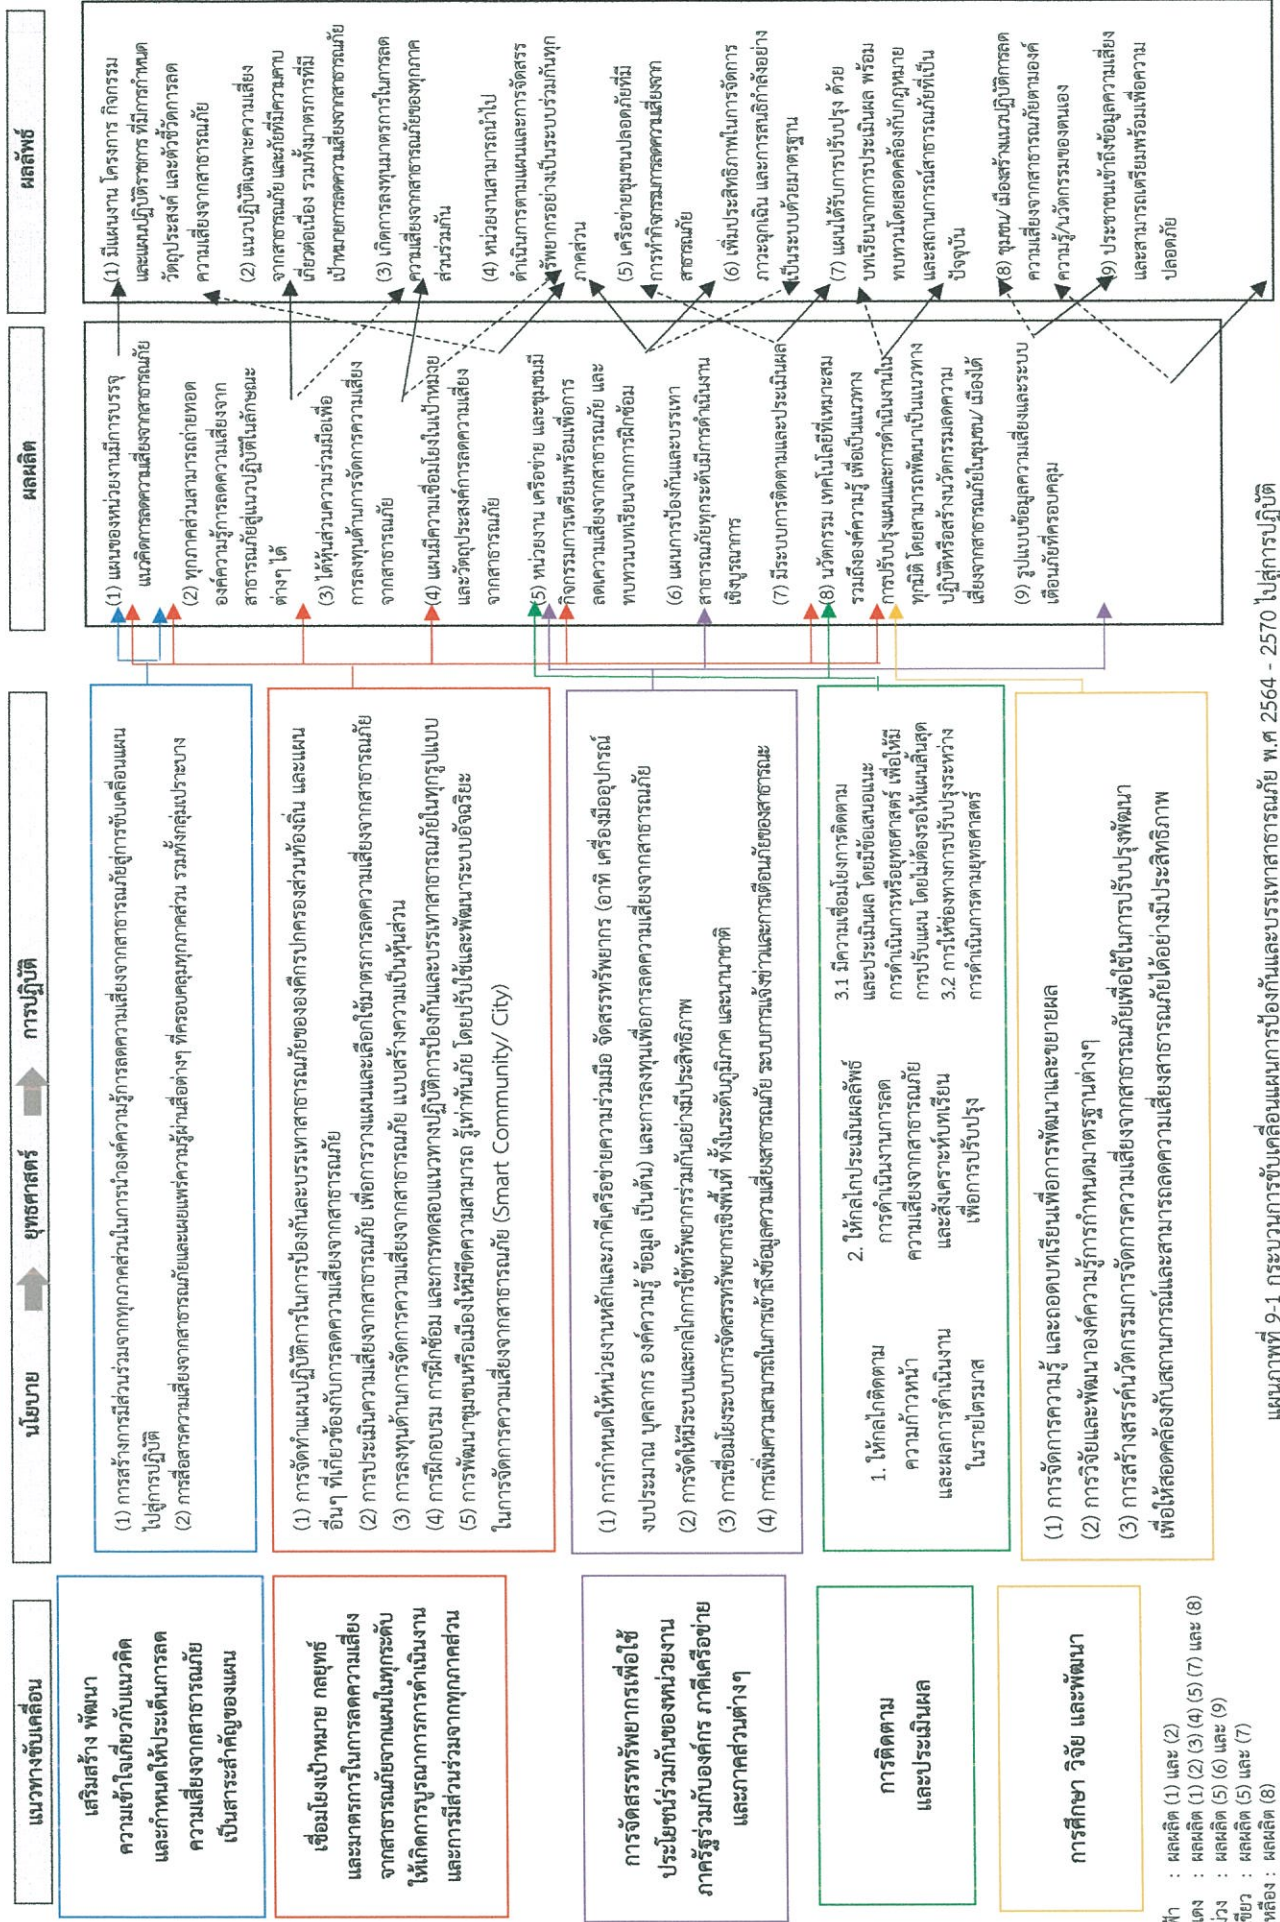 แนวทางขับเคลื่อน
นโยบาย
ยุทธศาสตร์
การปฏิบัติ
ผลผลิต
ผลลัพธ์
เสริมสร้าง พัฒนา
ความเข้าใจเกี่ยวกับแนวคิด
และกำหนดให้ประเด็นการลด
ความเสี่ยงจากสาธารณภัย
เป็นสาระสำคัญของแผน
(1) การสร้างการมีส่วนร่วมจากทุกภาคส่วนในการนำองค์ความรู้การลดความเสี่ยงจากสาธารณภัยสู่การขับเคลื่อนแผน
ไปสู่การปฏิบัติ
(2) การสื่อสารความเสี่ยงจากสาธารณภัยและเผยแพร่ความรู้ผ่านสื่อต่างๆ ที่ครอบคลุมทุกภาคส่วน รวมทั้งกลุ่มเปราะบาง
เชื่อมโยงเป้าหมาย กลยุทธ์
และมาตรการในการลดความเสี่ยง
จากสาธารณภัยจากแผนในทุกระดับ
ให้เกิดการบูรณาการการดำเนินงาน
และการมีส่วนร่วมจากทุกภาคส่วน
(1) การจัดทำแผนปฏิบัติการในการป้องกันละบรรเทาสาธารณภัยขององค์กรปกครองส่วนท้องถิ่น และแผน
อื่นๆ ที่เกี่ยวข้องกับการลดความเสี่ยงจากสาธารณภัย
(2) การประเมินความเสี่ยงจากสาธารณภัย เพื่อการวางแผนและเลือกใช้มาตรการลดความเสี่ยงจากสาธารณภัย
(3) การลงทุนด้านการจัดการความเสี่ยงจากสาธารณภัย แบบสร้างความเป็นหุ้นส่วน
(4) การฝึกอบรม การฝึกซ้อม และการทดสอบแนวทางปฏิบัติการป้องกันและบรรเทาสาธารณภัยในทุกรูปแบบ
(5) การพัฒนาชุมชนหรือเมืองให้มีขีดความสามารถ รู้เท่าทันภัย โดยปรับใช้และพัฒนาระบบอัจฉริยะ
ในการจัดการความเสี่ยงจากสาธารณภัย (Smart Community/ City)
การจัดสรรทรัพยากรเพื่อใช้
ประโยชน์ร่วมกันของหน่วยงาน
ภาครัฐร่วมกับองค์กร ภาคีเครือข่าย
และภาคส่วนต่างๆ
(1) การกำหนดให้หน่วยงานหลักและภาคีเครือข่ายความร่วมมือ จัดสรรทรัพยากร (อาทิ เครื่องมืออุปกรณ์
งบประมาณ บุคลากร องค์ความรู้ ข้อมูล เป็นต้น) และการลงทุนเพื่อการลดความเสี่ยงจากสาธารณภัย
(2) การจัดให้มีระบบและกลไกการใช้ทรัพยากรร่วมกันอย่างมีประสิทธิภาพ
(3) การเชื่อมโยงระบบการจัดสรรทรัพยากรเชิงพื้นที่ ทั้งในระดับภูมิภาค และนานาชาติ
(4) การเพิ่มความสามารถในการเข้าถึงข้อมูลความเสี่ยงสาธารณภัย ระบบการแจ้งข่าวและการเตือนภัยของสาธารณะ
การติดตาม
และประเมินผล
1. ให้กลไกติดตาม
ความก้าวหน้า
และผลการดำเนินงาน
ในรายไตรมาส
2. ให้กลไกประเมินผลลัพธ์
การดำเนินงานการลด
ความเสี่ยงจากสาธารณภัย
และสังเคราะห์บทเรียน
เพื่อการปรับปรุง
3.1 มีความเชื่อมโยงการติดตาม
และประเมินผล โดยมีข้อเสนอแนะ
การดำเนินการหรือยุทธศาสตร์ เพื่อให้มี
การปรับแผน โดยไม่ต้องรอให้แผนสิ้นสุด
3.2 การให้ช่องทางการปรับปรุงระหว่าง
การดำเนินการตามยุทธศาสตร์
การศึกษา วิจัย และพัฒนา
(1) การจัดการความรู้ และถอดบทเรียนเพื่อการพัฒนาและขยายผล
(2) การวิจัยและพัฒนาองค์ความรู้การกำหนดมาตรฐานต่างๆ
(3) การสร้างสรรค์นวัตกรรมการจัดการความเสี่ยงจากสาธารณภัยเพื่อใช้ในการปรับปรุงพัฒนา
เพื่อให้สอดคล้องกับสถานการณ์และสามารถลดความเสี่ยงสาธารณภัยได้อย่างมีประสิทธิภาพ
(1) แผนของหน่วยงานมีการบรรจุ
แนวคิดการลดความเสี่ยงจากสาธารณภัย
(2) ทุกภาคส่วนสามารถถ่ายทอด
องค์ความรู้การลดความเสี่ยงจาก
สาธารณภัยสู่แนวปฏิบัติในลักษณะ
ต่างๆ ได้
(3) ได้หุ้นส่วนความร่วมมือเพื่อ
การลงทุนด้านการจัดการความเสี่ยง
จากสาธารณภัย
(4) แผนมีความเชื่อมโยงในเป้าหมาย
และวัตถุประสงค์การลดความเสี่ยง
จากสาธารณภัย
(5) หน่วยงาน เครือข่าย และชุมชนมี
กิจกรรมการเตรียมพร้อมเพื่อการ
ลดความเสี่ยงจากสาธารณภัย และ
ทบทวนบทเรียนจากการฝึกซ้อม
(6) แผนการป้องกันและบรรเทา
สาธารณภัยทุกระดับมีการดำเนินงาน
เชิงบูรณาการ
(7) มีระบบการติดตามและประเมินผล
(8) นวัตกรรม เทคโนโลยีที่เหมาะสม
รวมถึงองค์ความรู้ เพื่อเป็นแนวทาง
การปรับปรุงแผนและการดำเนินงานใน
ทุกมิติ โดยสามารถพัฒนาเป็นแนวทาง
ปฏิบัติหรือสร้างนวัตกรรมลดความ
เสี่ยงจากสาธารณภัยในชุมชน/ เมืองได้
(9) รูปแบบข้อมูลความเสี่ยงและระบบ
เตือนภัยที่ครอบคลุม
(1) มีแผนงาน โครงการ กิจกรรม
และแผนปฏิบัติราชการ ที่มีการกำหนด
วัตถุประสงค์ และตัวชี้วัดการลด
ความเสี่ยงจากสาธารณภัย
(2) แนวปฏิบัติเฉพาะความเสี่ยง
จากสาธารณภัย และภัยที่มีความคาบ
เกี่ยวต่อเนื่อง รวมทั้งมาตรการที่มี
เป้าหมายการลดความเสี่ยงจากสาธารณภัย
(3) เกิดการลงทุนมาตรการในการลด
ความเสี่ยงจากสาธารณภัยของทุกภาค
ส่วนร่วมกัน
(4) หน่วยงานสามารถนำไป
ดำเนินการตามแผนและการจัดสรร
ทรัพยากรอย่างเป็นระบบร่วมกันทุก
ภาคส่วน
(5) เครือข่ายชุมชนปลอดภัยที่มี
การทำกิจกรรมการลดความเสี่ยงจาก
สาธารณภัย
(6) เพิ่มประสิทธิภาพในการจัดการ
ภาวะฉุกเฉิน และการสนธิกำลังอย่าง
เป็นระบบด้วยมาตรฐาน
(7) แผนได้รับการปรับปรุง ด้วย
บทเรียนจากการประเมินผล พร้อม
ทบทวนโดยสอดคล้องกับกฎหมาย
และสถานการณ์สาธารณภัยที่เป็น
ปัจจุบัน
(8) ชุมชน/ เมืองสร้างแนวปฏิบัติการลด
ความเสี่ยงจากสาธารณภัยตามองค์
ความรู้/นวัตกรรมของตนเอง
(9) ประชาชนเข้าถึงข้อมูลความเสี่ยง
และสามารถเตรียมพร้อมเพื่อความ
ปลอดภัย
: ผลผลิต (1) และ (2)
: ผลผลิต (1) (2) (3) (4) (5) (7) และ (8)
: ผลผลิต (5) (6) และ (9)
: ผลผลิต (5) และ (7)
: ผลผลิต (8)
แผนภาพที่ 9-1 กระบวนการขับเคลื่อนแผนการป้องกันและบรรเทาสาธารณภัย พ.ศ 2564 - 2570 ไปสู่การปฏิบัติ